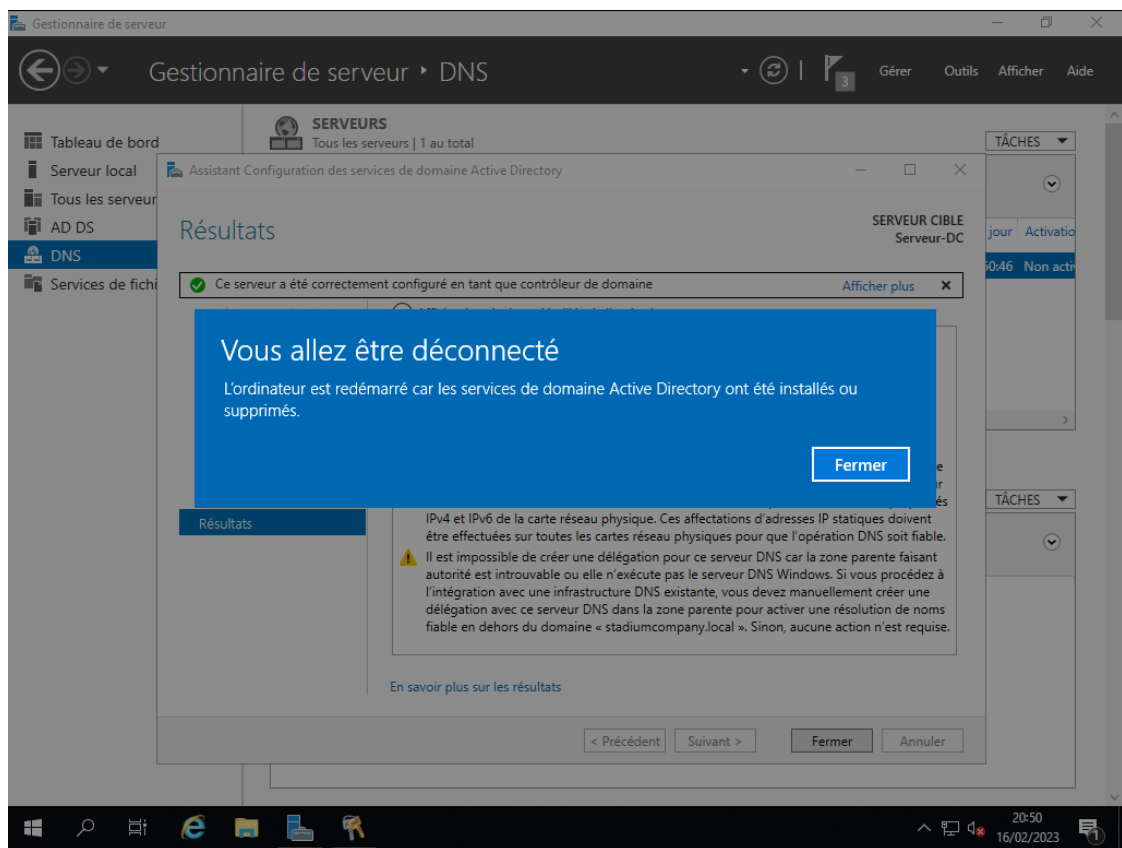 Gestionnaire de serveur
Gestionnaire de serveur
DNS
3
Gérer
Outils
Afficher
Aide
Tableau de bord
Serveur local
Tous les serveur
AD DS
DNS
Services de fichi
SERVEURS
Tous les serveurs | 1 au total
TÂCHES
jour
Activatio
50:46
Non activ
Assistant Configuration des services de domaine Active Directory
Résultats
SERVEUR CIBLE
Serveur-DC
Ce serveur a été correctement configuré en tant que contrôleur de domaine
Afficher plus
Vous allez être déconnecté
L'ordinateur est redémarré car les services de domaine Active Directory ont été installés ou
supprimés.
Fermer
Résultats
IPv4 et IPv6 de la carte réseau physique. Ces affectations d'adresses IP statiques doivent
être effectuées sur toutes les cartes réseau physiques pour que l'opération DNS soit fiable.
Il est impossible de créer une délégation pour ce serveur DNS car la zone parente faisant
autorité est introuvable ou elle n'exécute pas le serveur DNS Windows. Si vous procédez à
l'intégration avec une infrastructure DNS existante, vous devez manuellement créer une
délégation avec ce serveur DNS dans la zone parente pour activer une résolution de noms
fiable en dehors du domaine « stadiumcompany.local ». Sinon, aucune action n'est requise.
En savoir plus sur les résultats
< Précédent
Suivant >
Fermer
Annuler
TÂCHES
20:50
16/02/2023
1